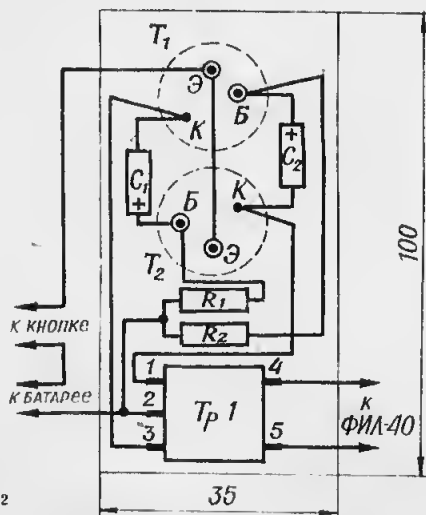 T₁
Э
Б
К
C₁
+
+
C₂
Б
К
Э
T₂
R₁
R₂
К КНОПКЕ
К БАТАРЕЕ
1
2
3
Тр 1
4
5
К
ФИЛ-40
100
35
2